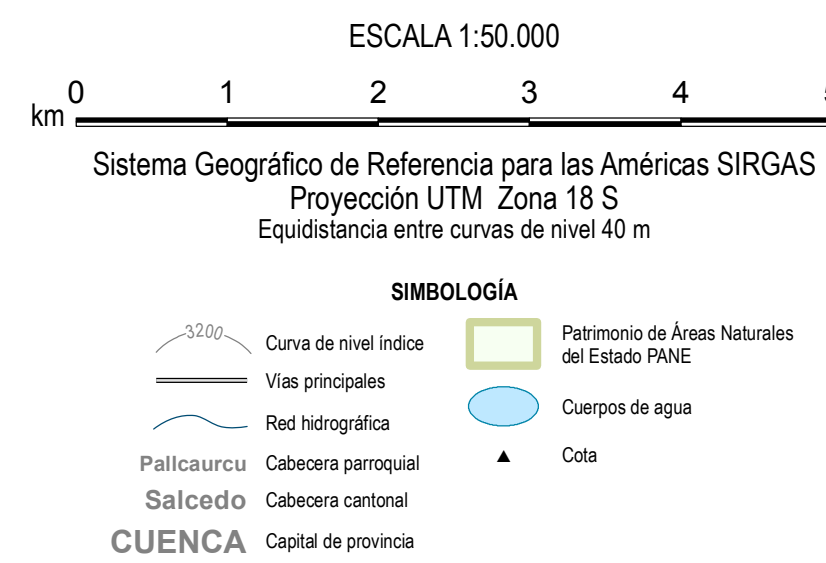 ESCALA 1:50.000
0 1 2 3 4
km
Sistema Geográfico de Referencia para las Américas SIRGAS
Proyección UTM Zona 18 S
Equidistancia entre curvas de nivel 40 m
SIMBOLOGÍA
3200 Curva de nivel índice
Vías principales
Red hidrográfica
Pallcaurcu Cabecera parroquial
Salcedo Cabecera cantonal
CUENCA Capital de provincia
Patrimonio de Áreas Naturales
del Estado PANE
Cuerpos de agua
Cota